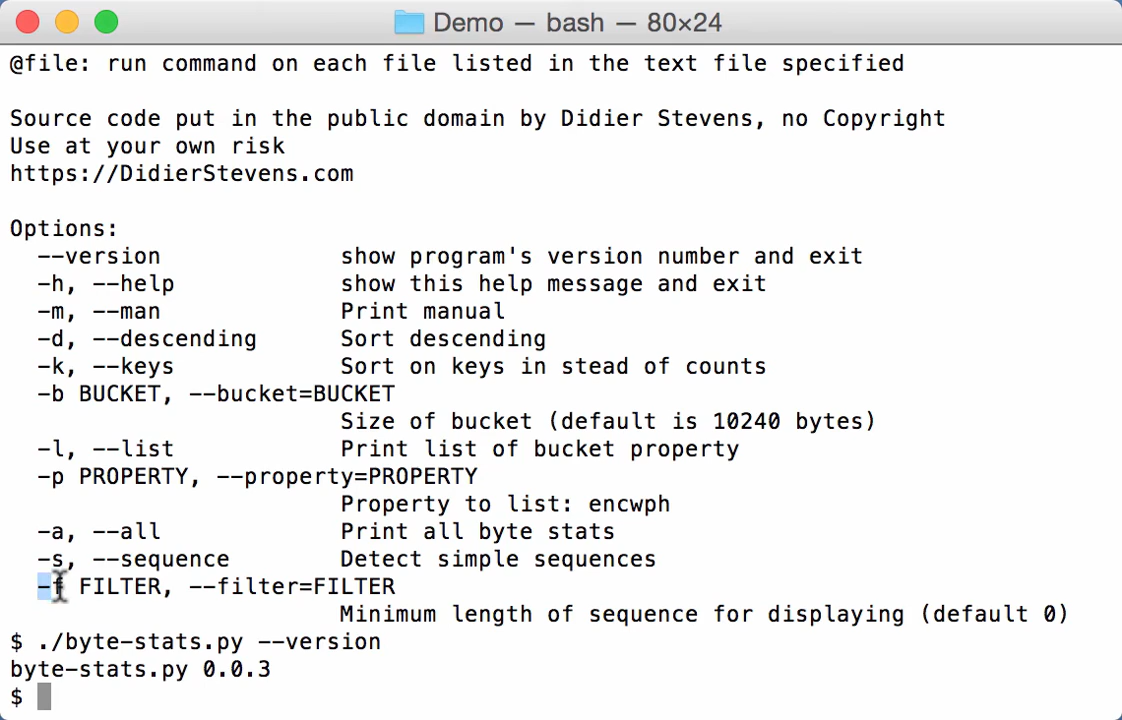 Demo — bash — 80×24
@file: run command on each file listed in the text file specified
Source code put in the public domain by Didier Stevens, no Copyright
Use at your own risk
https://DidierStevens.com
Options:
--version show program's version number and exit
-h, --help show this help message and exit
-m, --man Print manual
-d, --descending Sort descending
-k, --keys Sort on keys in stead of counts
-b BUCKET, --bucket=BUCKET
Size of bucket (default is 10240 bytes)
-l, --list Print list of bucket property
-p PROPERTY, --property=PROPERTY
Property to list: encwph
-a, --all Print all byte stats
-s, --sequence Detect simple sequences
-f FILTER, --filter=FILTER
Minimum length of sequence for displaying (default 0)
$ ./byte-stats.py --version
byte-stats.py 0.0.3
$